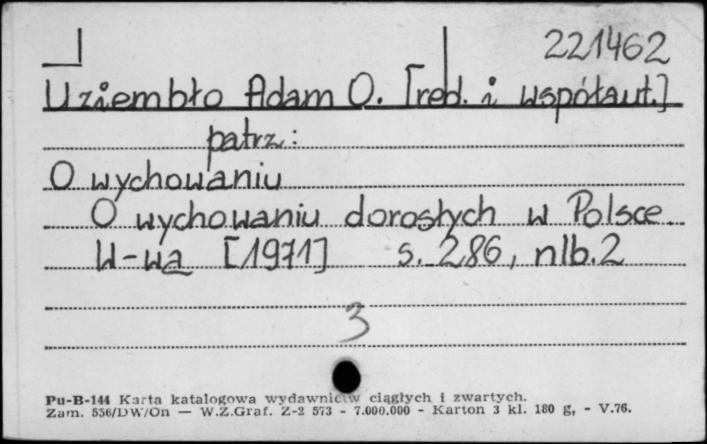 221462
Uziembło Adam O. [red. i współaut.]
patrz:
O wychowaniu
O wychowaniu dorosłych w Polsce
W-wa [1971] s. 286, nlb. 2
3
Pu-B-144 Karta katalogowa wydawnictw ciągłych i zwartych.
Zam. 556/DW/On — W.Z.Graf. Z-2 573 - 7.000.000 - Karton 3 kl. 180 g, - V.76.